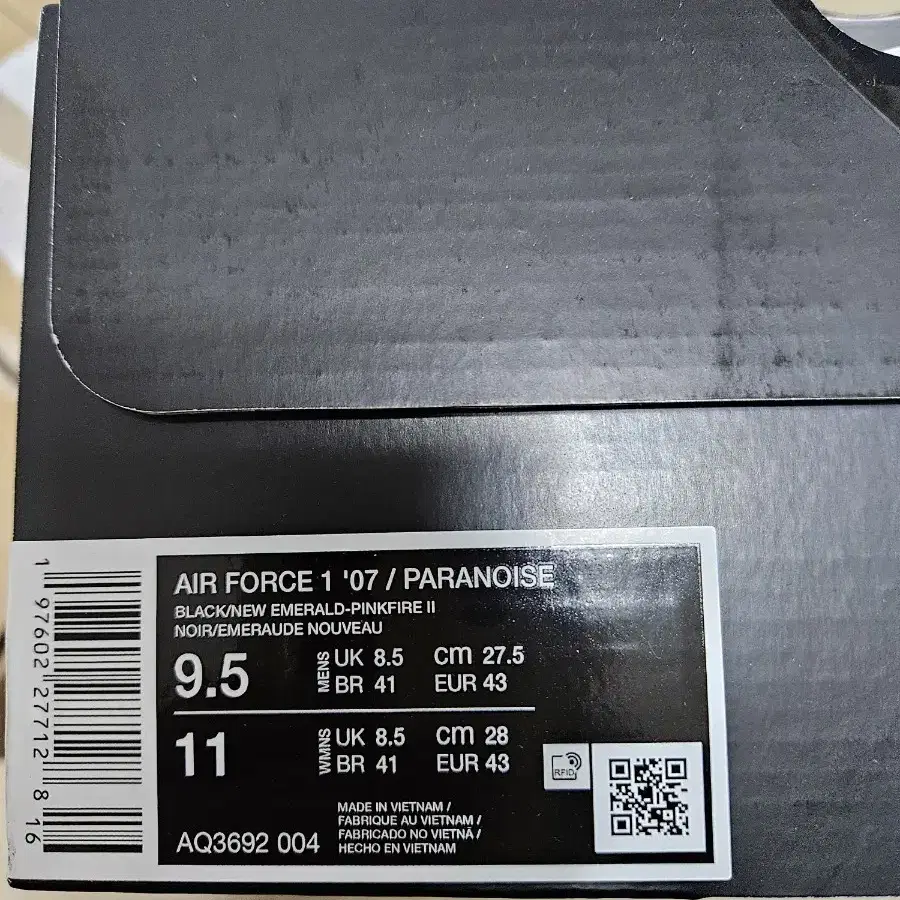 AIR FORCE 1 '07 / PARANOISE
BLACK/NEW EMERALD-PINKFIRE II
NOIR/EMERAUDE NOUVEAU
9.5 MENS UK 8.5 cm 27.5
BR 41 EUR 43
11 WMNS UK 8.5 cm 28
BR 41 EUR 43
RFID
MADE IN VIETNAM /
FABRIQUE AU VIETNAM /
FABRICADO NO VIETNÃ /
HECHO EN VIETNAM
AQ3692 004
1 97602 27712 8 16